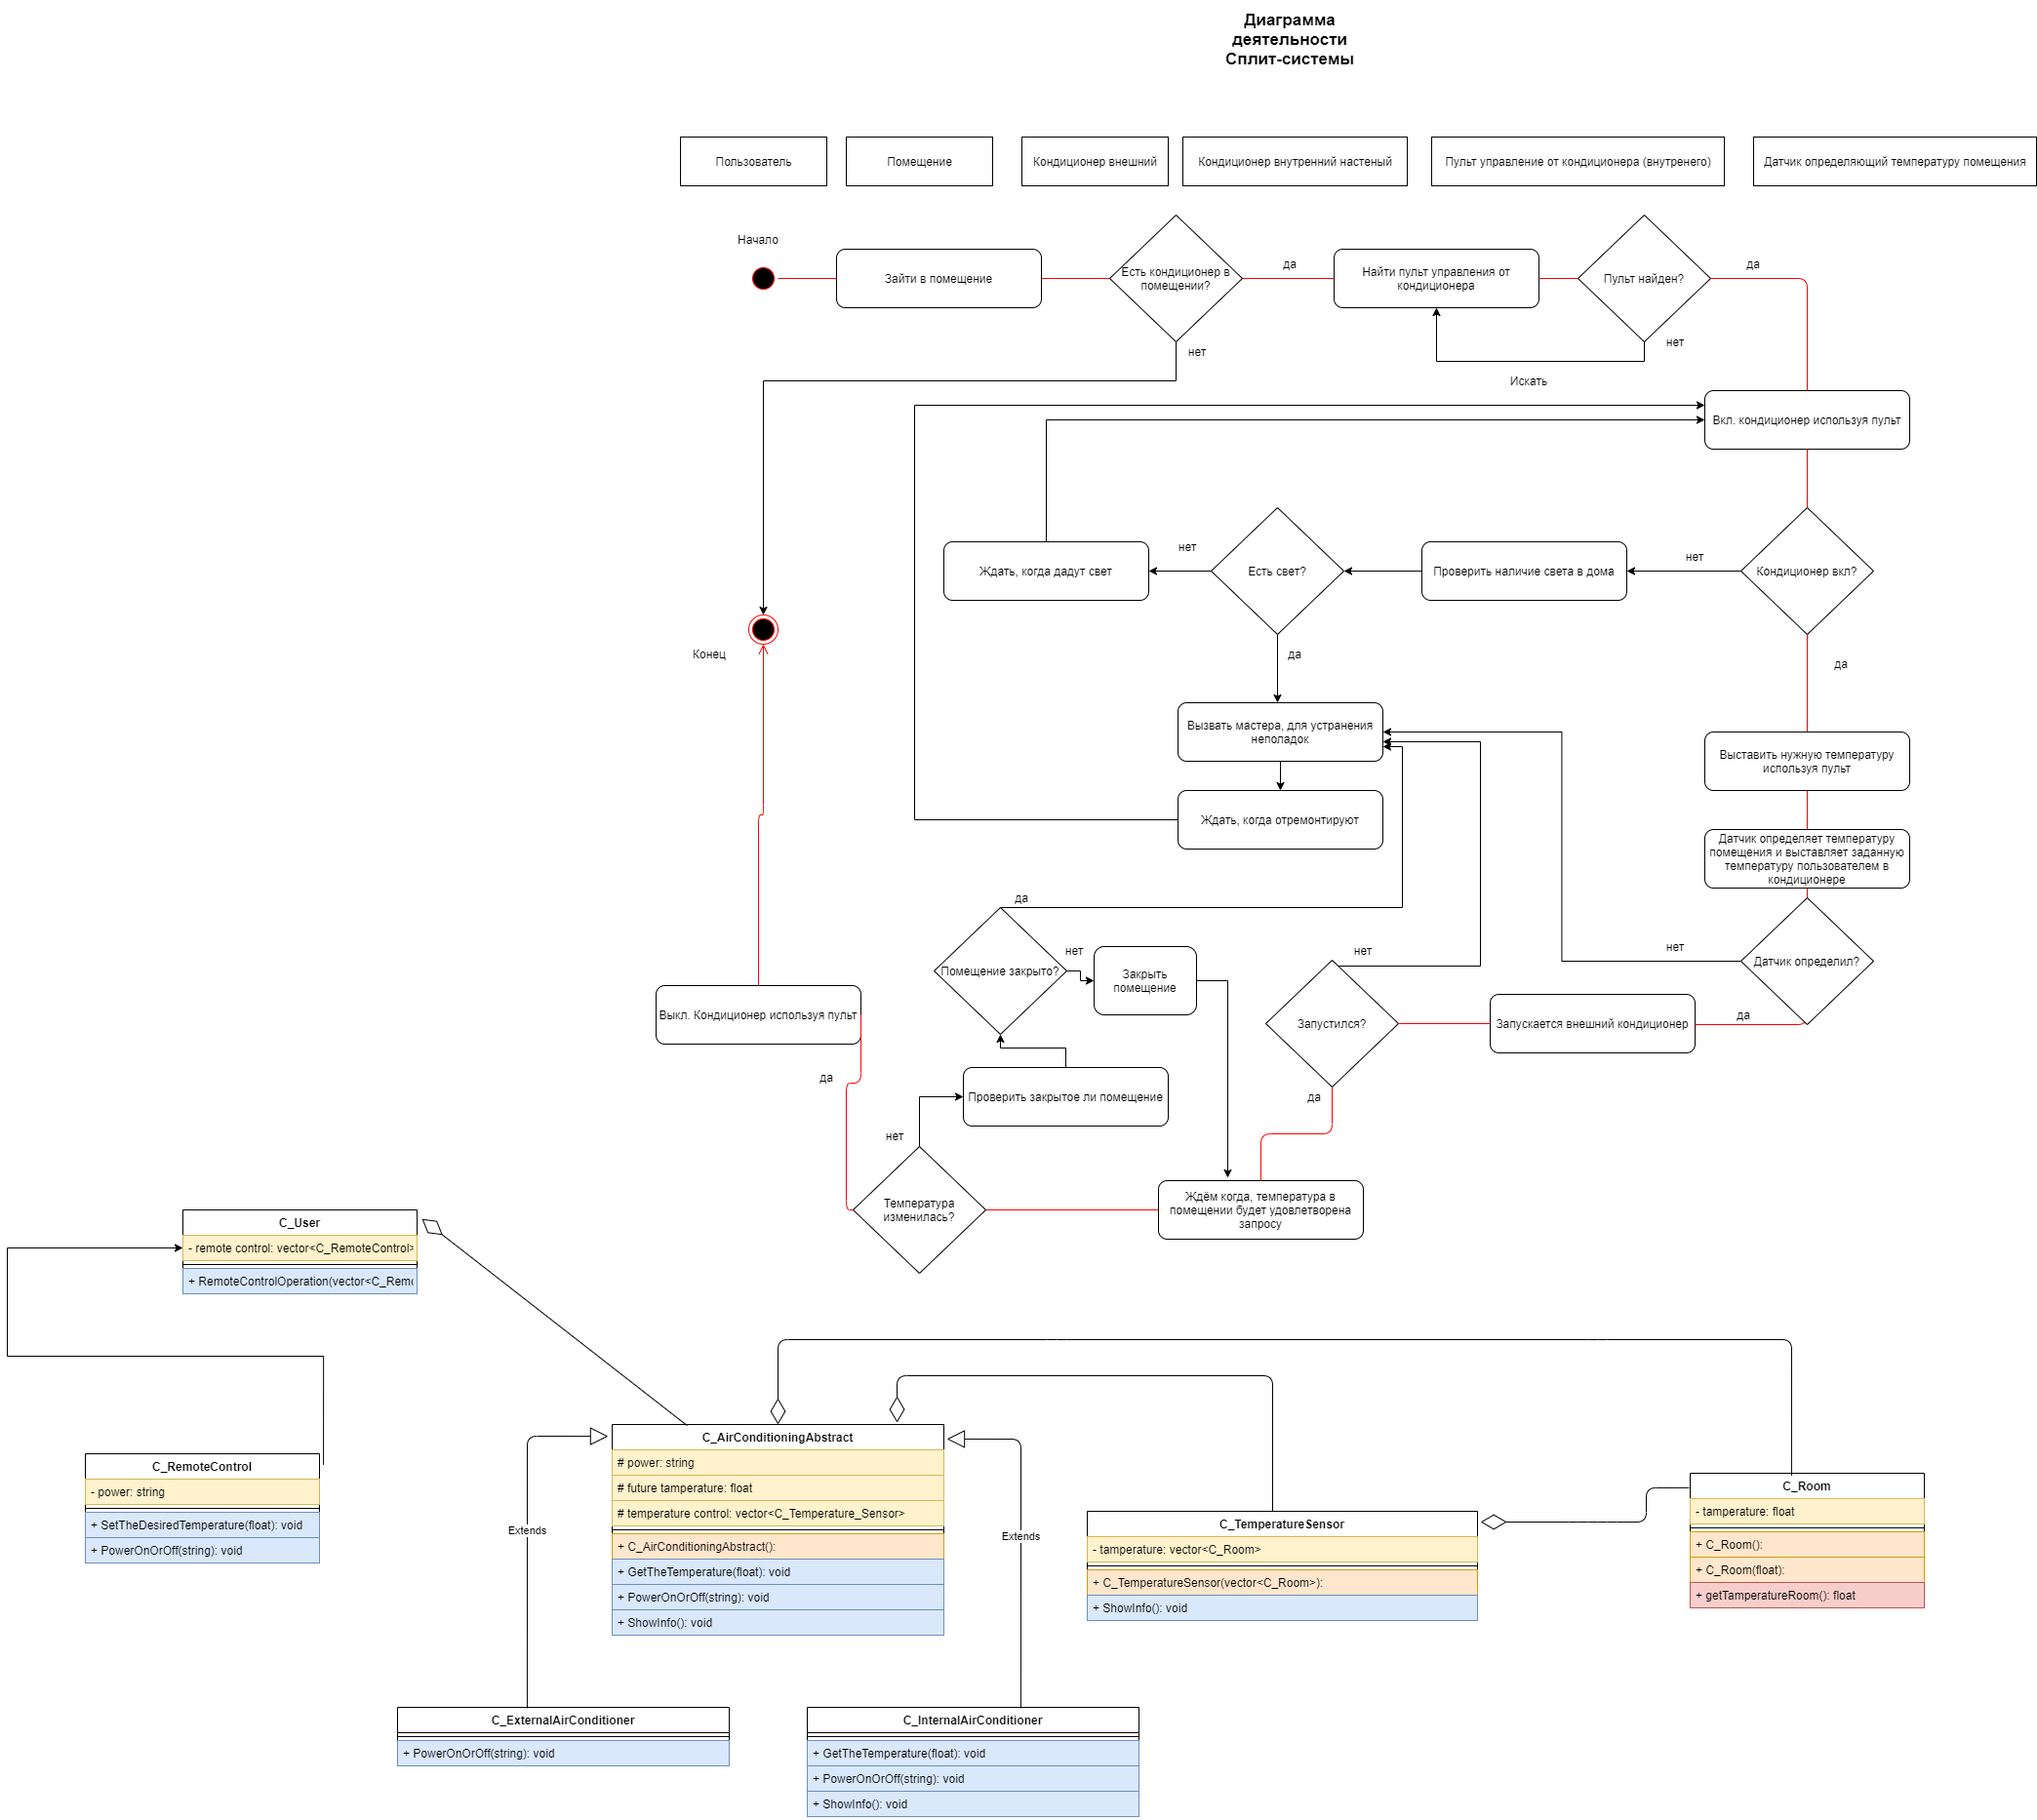 Диаграмма
деятельности
Сплит-системы
Пользователь
Помещение
Кондиционер внешний
Кондиционер внутренний настеный
Пульт управление от кондиционера (внутренего)
Датчик определяющий температуру помещения
Начало
Зайти в помещение
Есть кондиционер в
помещении?
да
Найти пульт управления от
кондиционера
Пульт найден?
да
нет
нет
Искать
Вкл. кондиционер используя пульт
Ждать, когда дадут свет
нет
Есть свет?
Проверить наличие света в дома
нет
Кондиционер вкл?
Конец
да
да
Вызвать мастера, для устранения
неполадок
Выставить нужную температуру
используя пульт
Ждать, когда отремонтируют
Датчик определяет температуру
помещения и выставляет заданную
температуру пользователем в
кондиционере
да
нет
нет
нет
Помещение закрыто?
Закрыть
помещение
Датчик определил?
Выкл. Кондиционер используя пульт
Запустился?
Запускается внешний кондиционер
да
да
Проверить закрытое ли помещение
да
нет
Температура
изменилась?
Ждём когда, температура в
помещении будет удовлетворена
запросу
C_User
- remote control: vector<C_RemoteControl>
+ RemoteControlOperation(vector<C_Remo
C_RemoteControl
- power: string
+ SetTheDesiredTemperature(float): void
+ PowerOnOrOff(string): void
Extends
C_AirConditioningAbstract
# power: string
# future tamperature: float
# temperature control: vector<C_Temperature_Sensor>
+ C_AirConditioningAbstract():
+ GetTheTemperature(float): void
+ PowerOnOrOff(string): void
+ ShowInfo(): void
Extends
C_TemperatureSensor
- tamperature: vector<C_Room>
+ C_TemperatureSensor(vector<C_Room>):
+ ShowInfo(): void
C_Room
- tamperature: float
+ C_Room():
+ C_Room(float):
+ getTamperatureRoom(): float
C_ExternalAirConditioner
+ PowerOnOrOff(string): void
C_InternalAirConditioner
+ GetTheTemperature(float): void
+ PowerOnOrOff(string): void
+ ShowInfo(): void